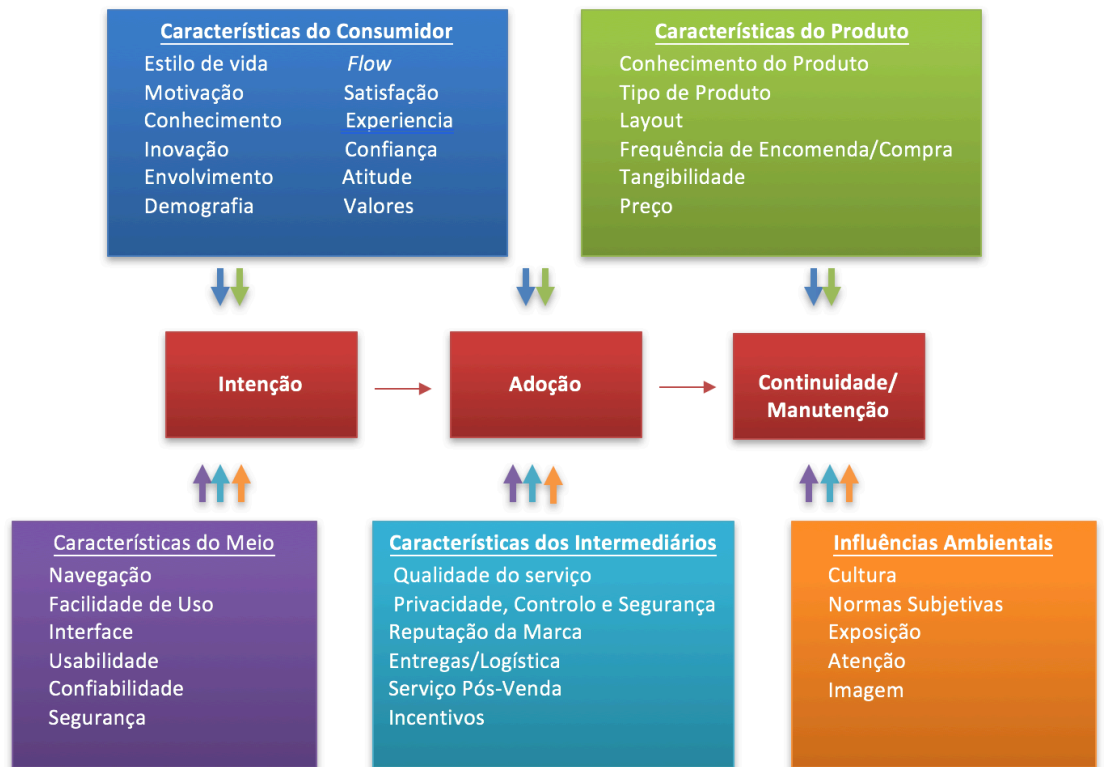 Características do Consumidor
Estilo de vida Flow
Motivação Satisfação
Conhecimento Experiencia
Inovação Confiança
Envolvimento Atitude
Demografia Valores
Características do Produto
Conhecimento do Produto
Tipo de Produto
Layout
Frequência de Encomenda/Compra
Tangibilidade
Preço
Intenção
Adoção
Continuidade/
Manutenção
Características do Meio
Navegação
Facilidade de Uso
Interface
Usabilidade
Confiabilidade
Segurança
Características dos Intermediários
Qualidade do serviço
Privacidade, Controlo e Segurança
Reputação da Marca
Entregas/Logística
Serviço Pós-Venda
Incentivos
Influências Ambientais
Cultura
Normas Subjetivas
Exposição
Atenção
Imagem